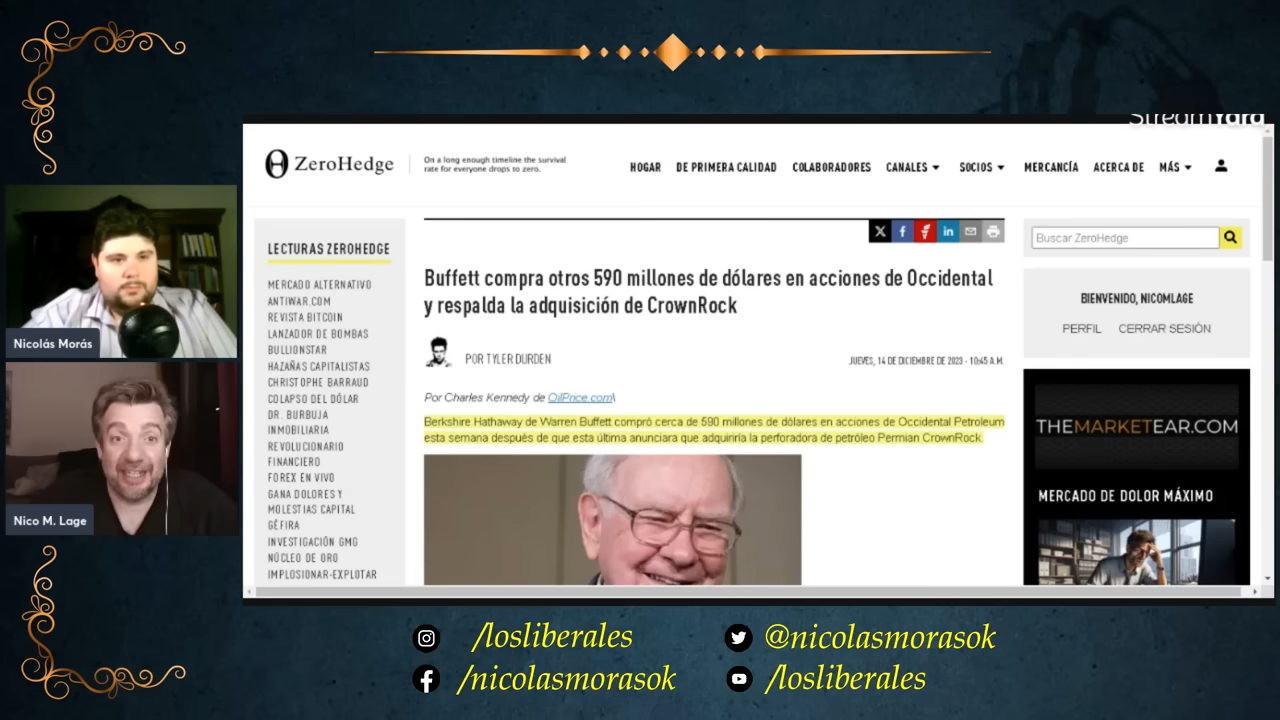 StreamYard
ZeroHedge
On a long enough timeline the survival
rate for everyone drops to zero.
HOGAR DE PRIMERA CALIDAD COLABORADORES CANALES SOCIOS MERCANCÍA ACERCA DE MÁS
LECTURAS ZEROHEDGE
MERCADO ALTERNATIVO
ANTIWAR.COM
REVISTA BITCOIN
LANZADOR DE BOMBAS
BULLIONSTAR
HAZAÑAS CAPITALISTAS
CHRISTOPHE BARRAUD
COLAPSO DEL DÓLAR
DR. BURBUJA
INMOBILIARIA
REVOLUCIONARIO
FINANCIERO
FOREX EN VIVO
GANA DOLORES Y
MOLESTIAS CAPITAL
GÉFIRA
INVESTIGACIÓN GMG
NÚCLEO DE ORO
IMPLOSIONAR-EXPLOTAR
Buffett compra otros 590 millones de dólares en acciones de Occidental
y respalda la adquisición de CrownRock
POR TYLER DURDEN
JUEVES, 14 DE DICIEMBRE DE 2023 - 10:45 A.M.
Por Charles Kennedy de OilPrice.com\
Berkshire Hathaway de Warren Buffett compró cerca de 590 millones de dólares en acciones de Occidental Petroleum
esta semana después de que esta última anunciara que adquiriría la perforadora de petróleo Permian CrownRock.
Buscar ZeroHedge
BIENVENIDO, NICOMLAGE
PERFIL CERRAR SESIÓN
THEMARKETEAR.COM
MERCADO DE DOLOR MÁXIMO
Nicolás Morás
Nico M. Lage
/losliberales
@nicolasmorasok
/nicolasmorasok
/losliberales